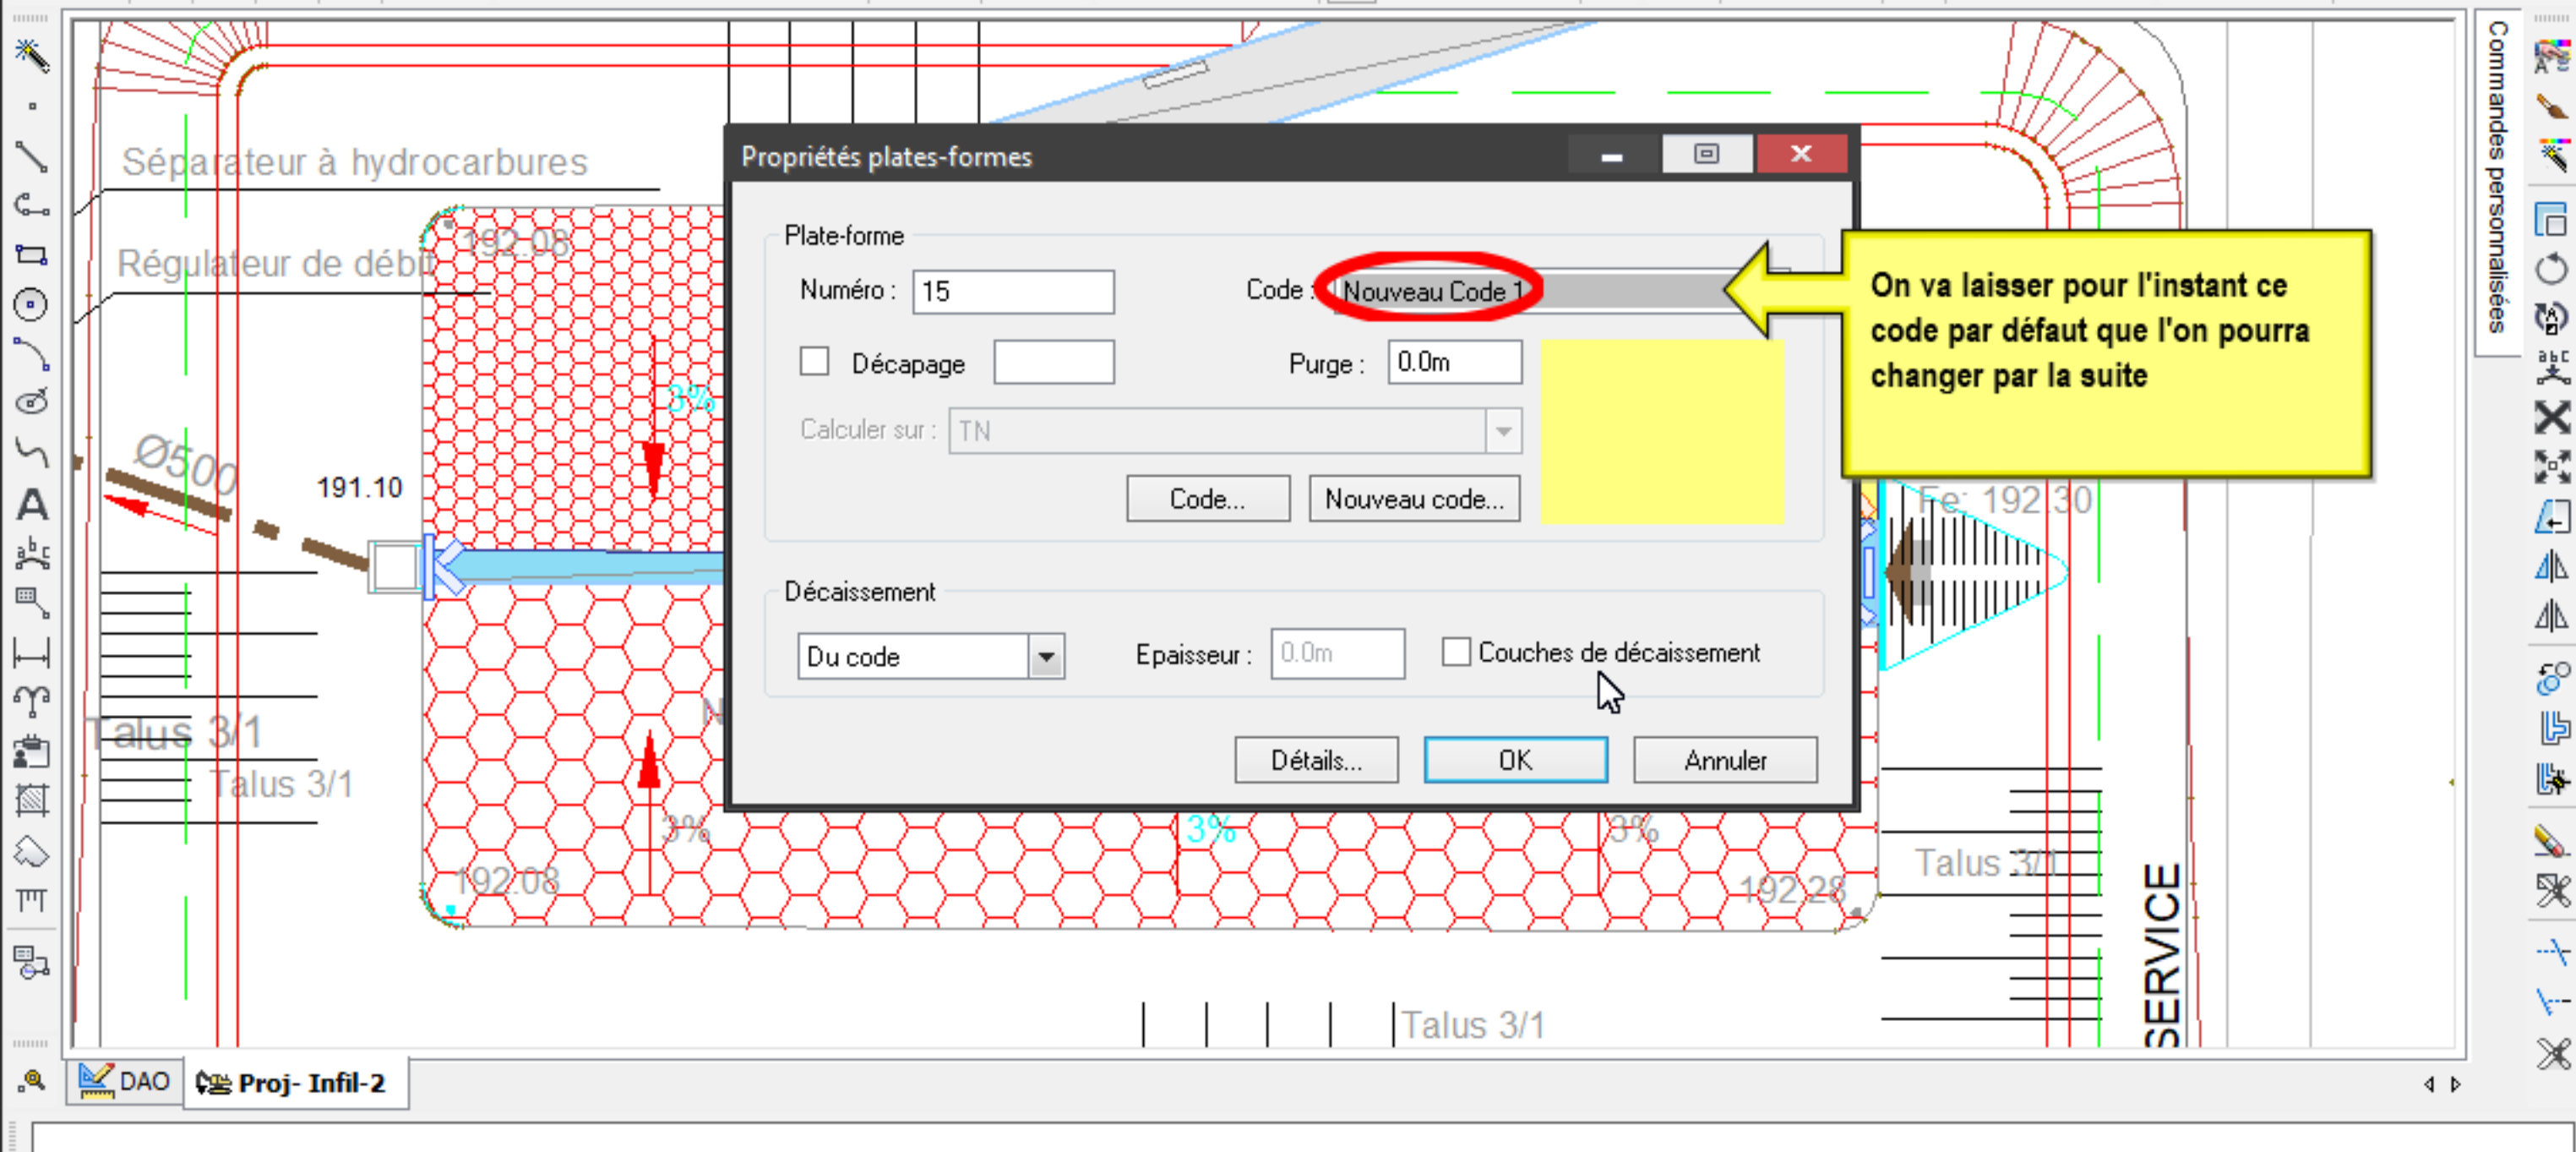 Commandes personnalisées
Séparateur à hydrocarbures
Propriétés plates-formes
Plate-forme
192.08
Régulateur de débit
Numéro : 15
Code : Nouveau Code 1
On va laisser pour l'instant ce
code par défaut que l'on pourra
changer par la suite
Décapage
Purge : 0.0m
3%
Calculer sur : TN
Ø500
191.10
Code...
Nouveau code...
Fe: 192.30
Décaissement
Du code
Epaisseur : 0.0m
Couches de décaissement
N
Talus 3/1
Talus 3/1
Détails...
OK
Annuler
3%
3%
3%
192.08
192.28
Talus 3/1
SERVICE
Talus 3/1
DAO
Proj- Infil-2